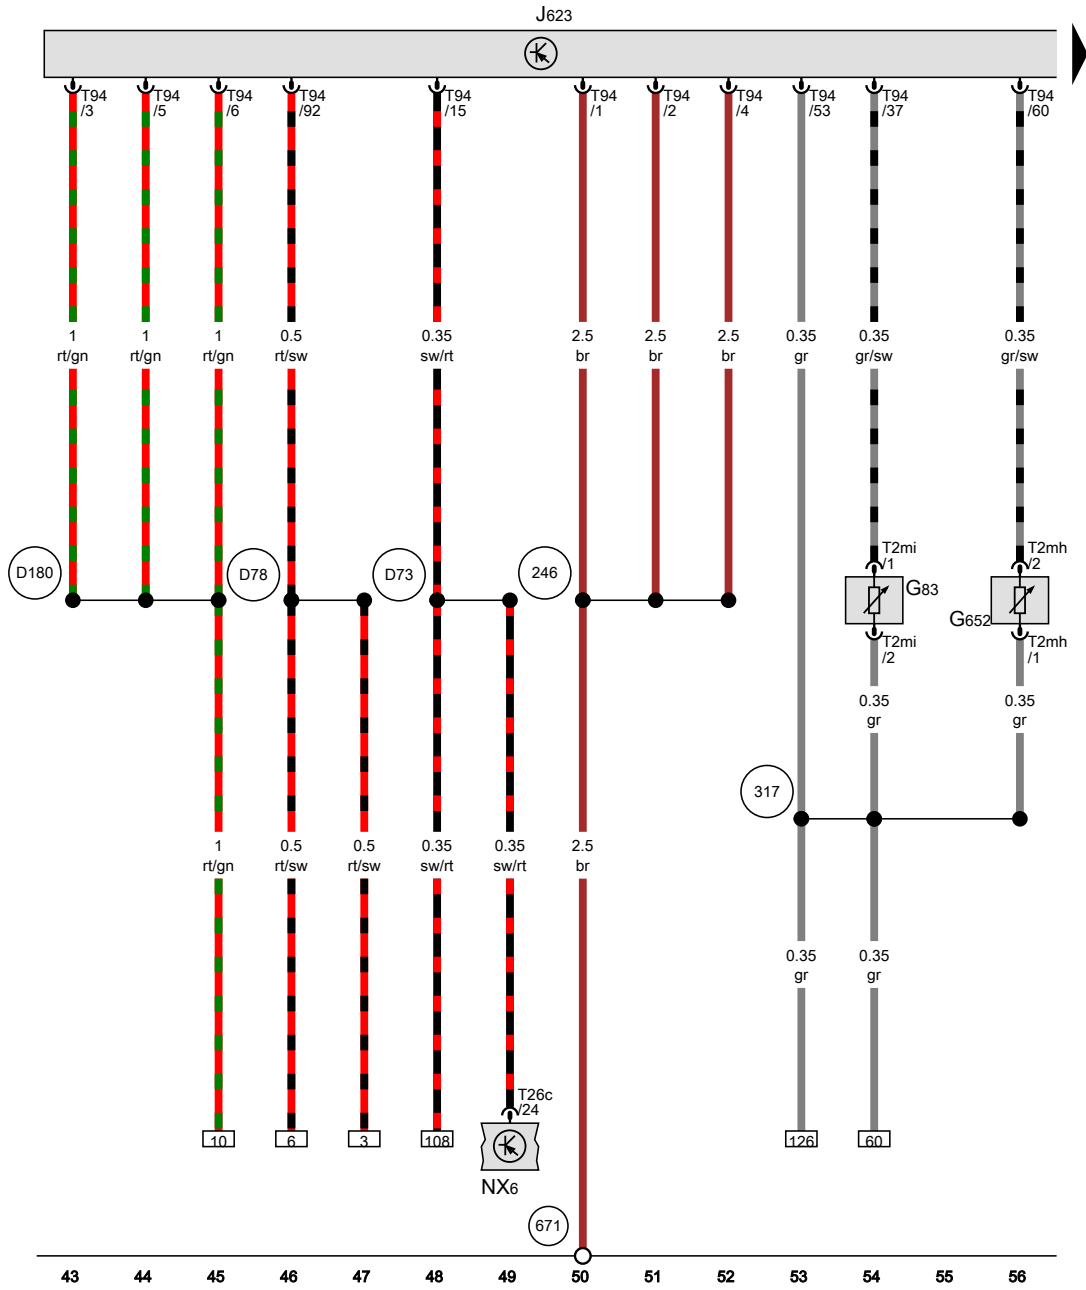 J623
T94 T94 T94 T94 T94 T94 T94 T94 T94 T94 T94
/3 /5 /6 /92 /15 /1 /2 /4 /53 /37 /60
1 1 1 0.5 0.35 2.5 2.5 2.5 0.35 0.35 0.35
rt/gn rt/gn rt/gn rt/sw sw/rt br br br gr gr/sw gr/sw
T2mi T2mh
/1 /2
D180 D78 D73 246
G83
G652
T2mi T2mh
/2 /1
0.35 0.35
gr gr
317
1 0.5 0.5 0.35 0.35 2.5
rt/gn rt/sw rt/sw sw/rt sw/rt br
0.35 0.35
gr gr
T26c
/24
10 6 3 108 126 60
NX6
671
43 44 45 46 47 48 49 50 51 52 53 54 55 56